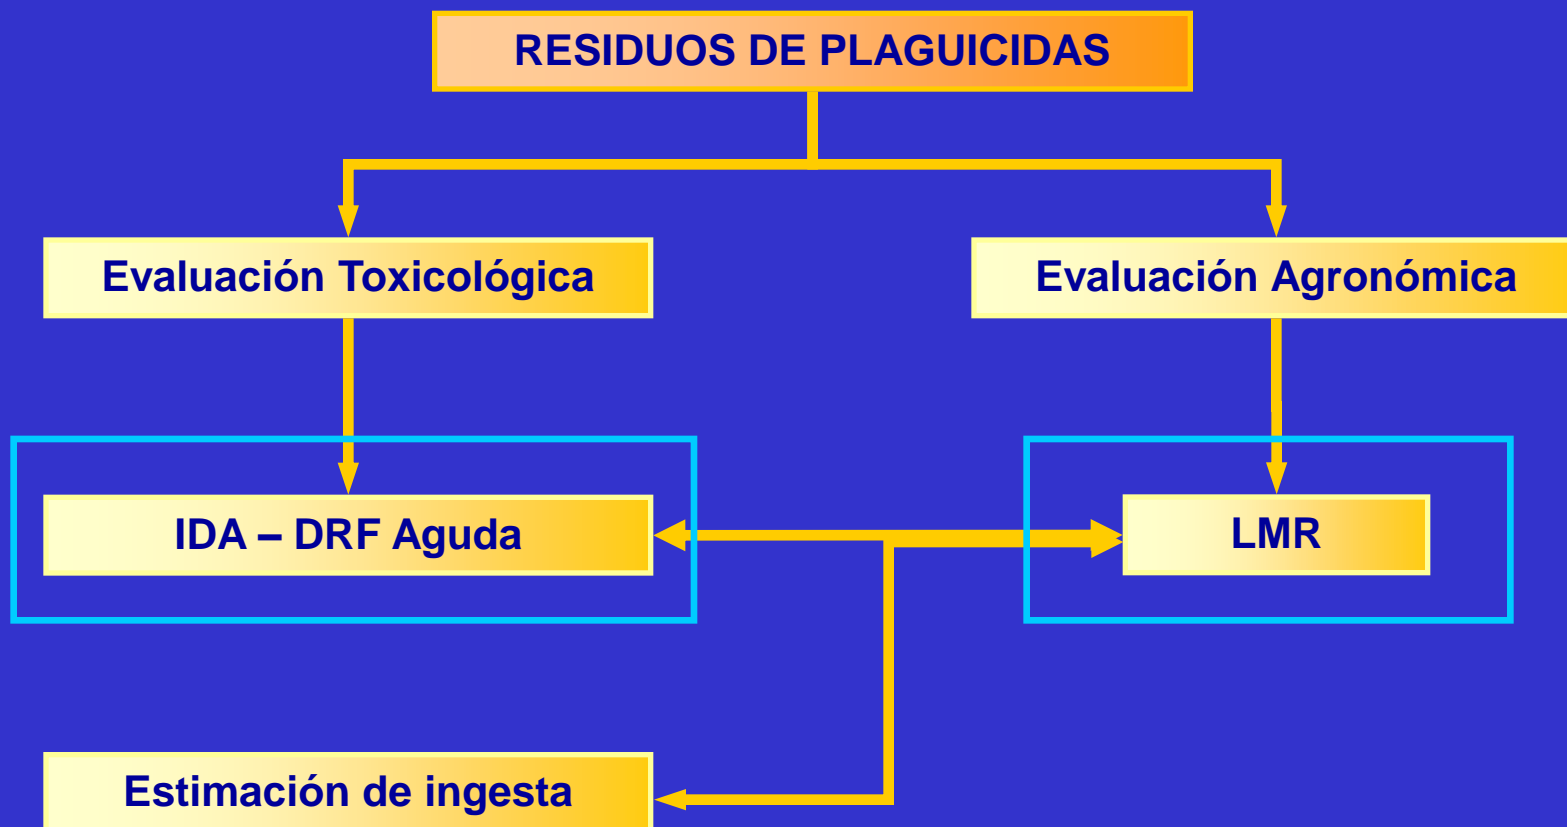 RESIDUOS DE PLAGUICIDAS
Evaluación Toxicológica
Evaluación Agronómica
IDA – DRF Aguda
LMR
Estimación de ingesta